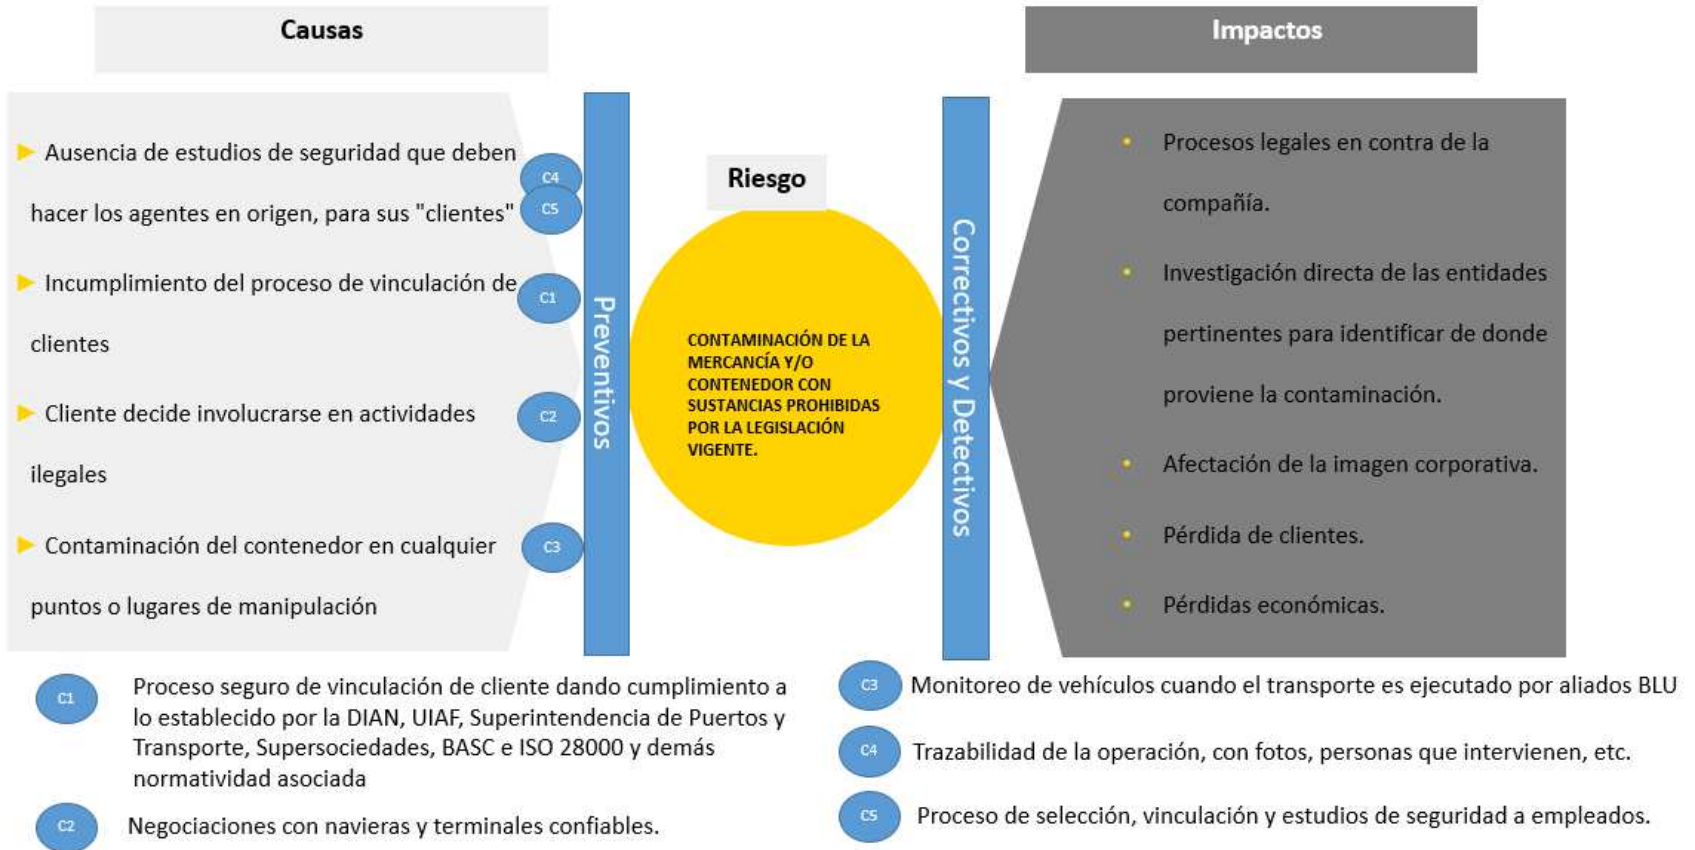 Causas
Impactos
Ausencia de estudios de seguridad que deben
hacer los agentes en origen, para sus "clientes"
C4
C5
Incumplimiento del proceso de vinculación de
clientes
C1
Cliente decide involucrarse en actividades
ilegales
C2
Contaminación del contenedor en cualquier
puntos o lugares de manipulación
C3
Preventivos
Riesgo
CONTAMINACIÓN DE LA
MERCANCÍA Y/O
CONTENEDOR CON
SUSTANCIAS PROHIBIDAS
POR LA LEGISLACIÓN
VIGENTE.
Correctivos y Detectivos
Procesos legales en contra de la
compañía.
Investigación directa de las entidades
pertinentes para identificar de donde
proviene la contaminación.
Afectación de la imagen corporativa.
Pérdida de clientes.
Pérdidas económicas.
C1
Proceso seguro de vinculación de cliente dando cumplimiento a
lo establecido por la DIAN, UIAF, Superintendencia de Puertos y
Transporte, Supersociedades, BASC e ISO 28000 y demás
normatividad asociada
C2
Negociaciones con navieras y terminales confiables.
C3
Monitoreo de vehículos cuando el transporte es ejecutado por aliados BLU
C4
Trazabilidad de la operación, con fotos, personas que intervienen, etc.
C5
Proceso de selección, vinculación y estudios de seguridad a empleados.